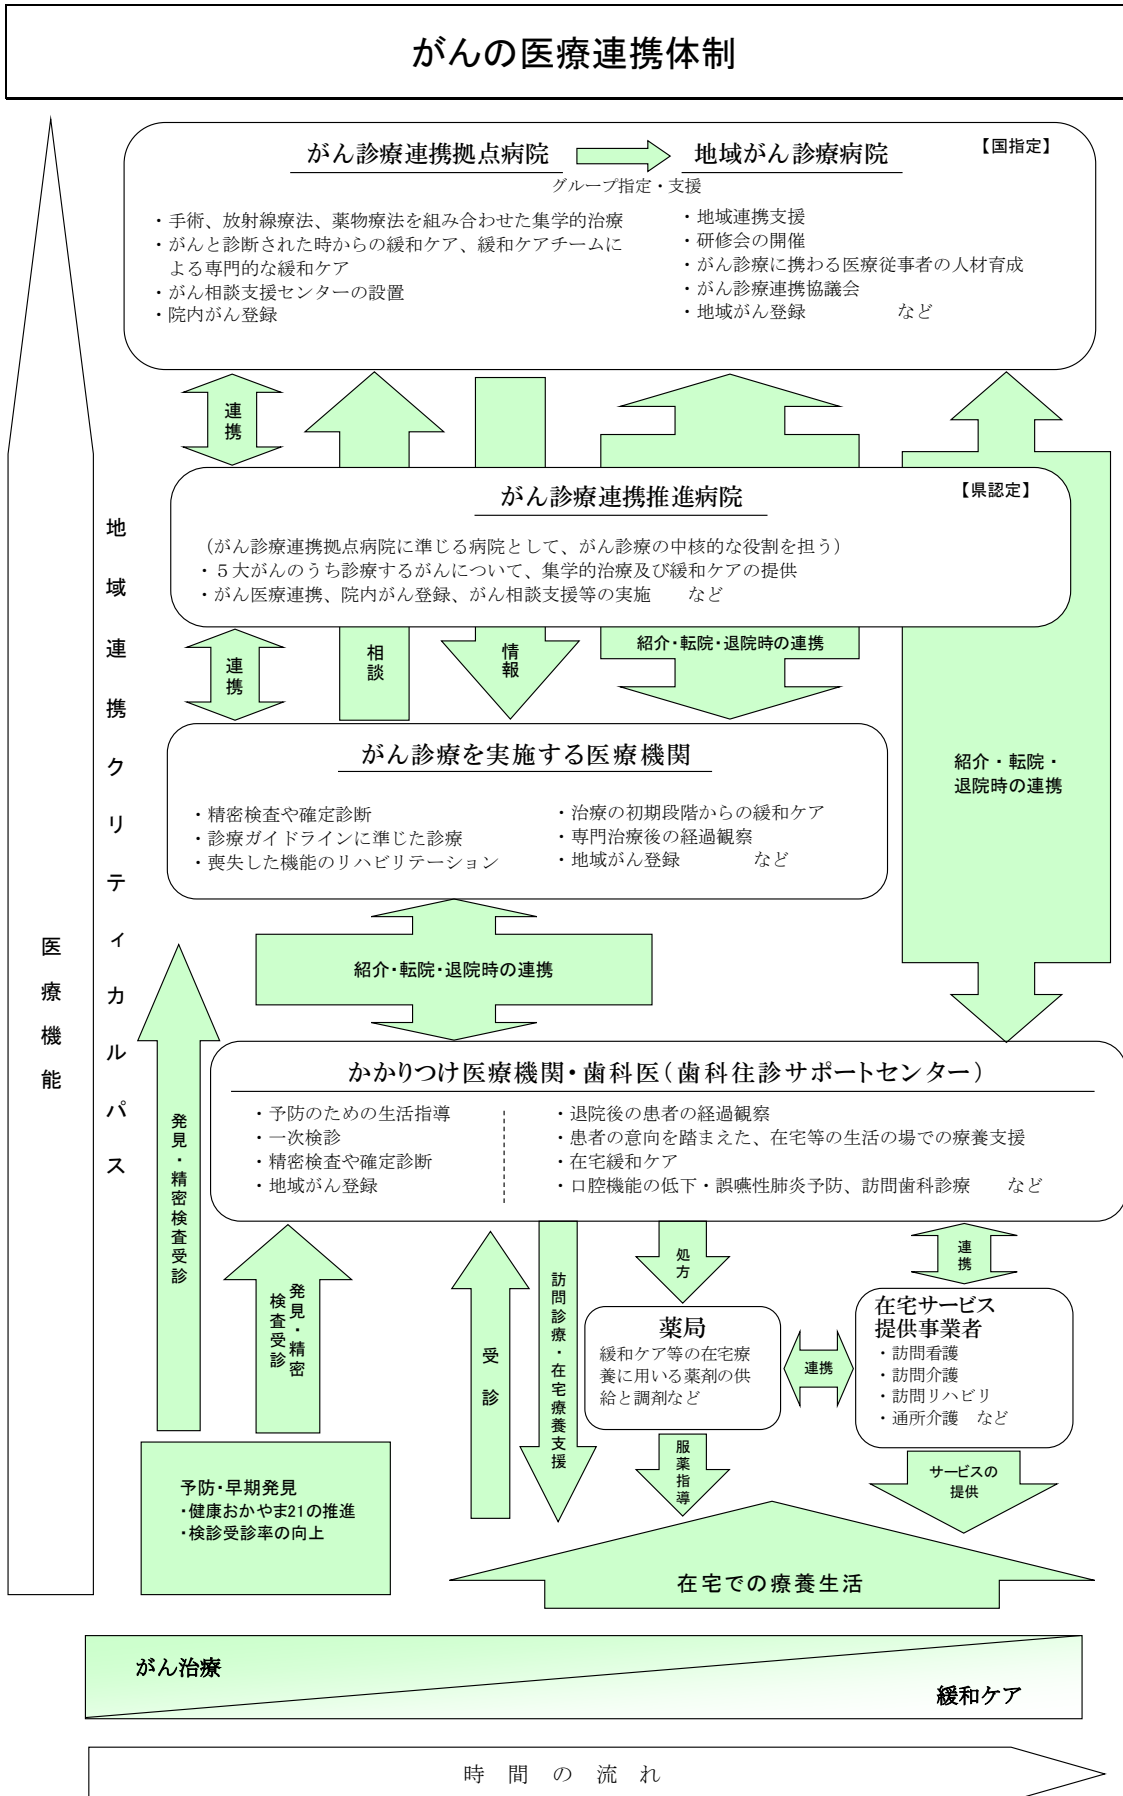 がんの医療連携体制
がん診療連携拠点病院
地域がん診療病院
【国指定】
グループ指定・支援
・手術、放射線療法、薬物療法を組み合わせた集学的治療
・がんと診断された時からの緩和ケア、緩和ケアチームに
よる専門的な緩和ケア
・がん相談支援センターの設置
・院内がん登録
・地域連携支援
・研修会の開催
・がん診療に携わる医療従事者の人材育成
・がん診療連携協議会
・地域がん登録　　　　　など
連携
がん診療連携推進病院
【県認定】
（がん診療連携拠点病院に準じる病院として、がん診療の中核的な役割を担う）
・５大がんのうち診療するがんについて、集学的治療及び緩和ケアの提供
・がん医療連携、院内がん登録、がん相談支援等の実施　　など
連携
相談
情報
紹介・転院・退院時の連携
紹介・転院・
退院時の連携
がん診療を実施する医療機関
・精密検査や確定診断
・診療ガイドラインに準じた診療
・喪失した機能のリハビリテーション
・治療の初期段階からの緩和ケア
・専門治療後の経過観察
・地域がん登録　　　　など
紹介・転院・退院時の連携
かかりつけ医療機関・歯科医（歯科往診サポートセンター）
・予防のための生活指導
・一次検診
・精密検査や確定診断
・地域がん登録
・退院後の患者の経過観察
・患者の意向を踏まえた、在宅等の生活の場での療養支援
・在宅緩和ケア
・口腔機能の低下・誤嚥性肺炎予防、訪問歯科診療　　など
医療機能
地域連携クリティカルパス
発見・精密検査受診
発見・精密
検査受診
受診
訪問診療・在宅療養支援
処方
連携
薬局
緩和ケア等の在宅療
養に用いる薬剤の供
給と調剤など
連携
在宅サービス
提供事業者
・訪問看護
・訪問介護
・訪問リハビリ
・通所介護　など
服薬指導
サービスの
提供
予防・早期発見
・健康おかやま21の推進
・検診受診率の向上
在宅での療養生活
がん治療
緩和ケア
時間の流れ